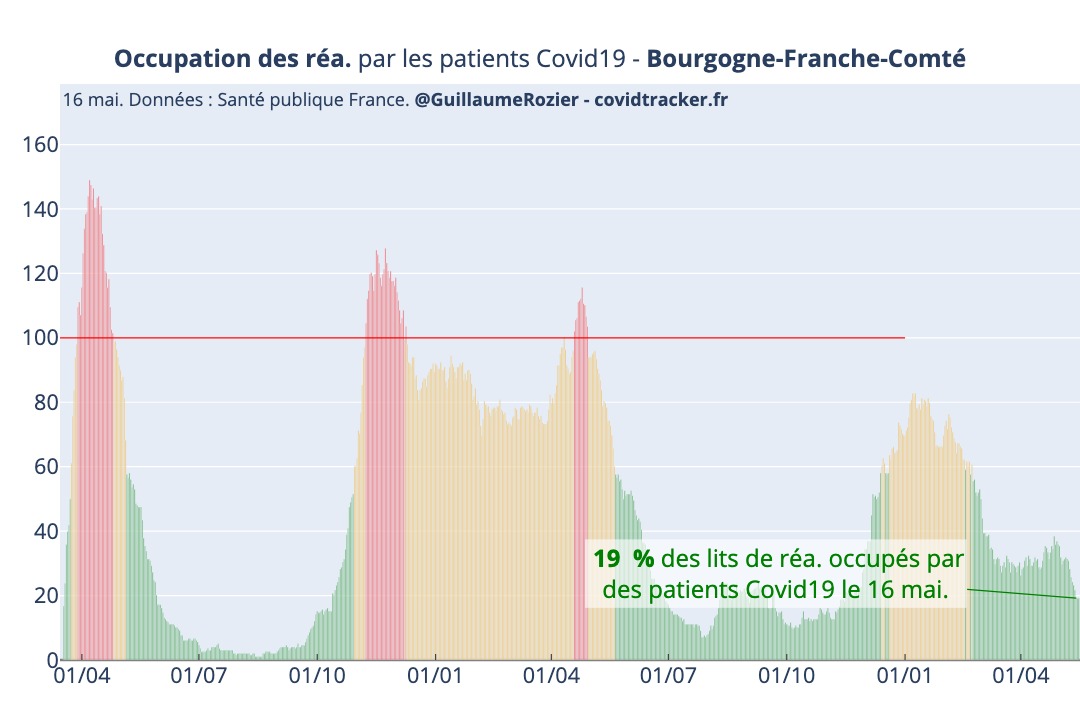 Occupation des réa. par les patients Covid19 - Bourgogne-Franche-Comté
16 mai. Données : Santé publique France. @GuillaumeRozier - covidtracker.fr
160
140
120
100
80
60
40
20
0
19 % des lits de réa. occupés par
des patients Covid19 le 16 mai.
01/04 01/07 01/10 01/01 01/04 01/07 01/10 01/01 01/04